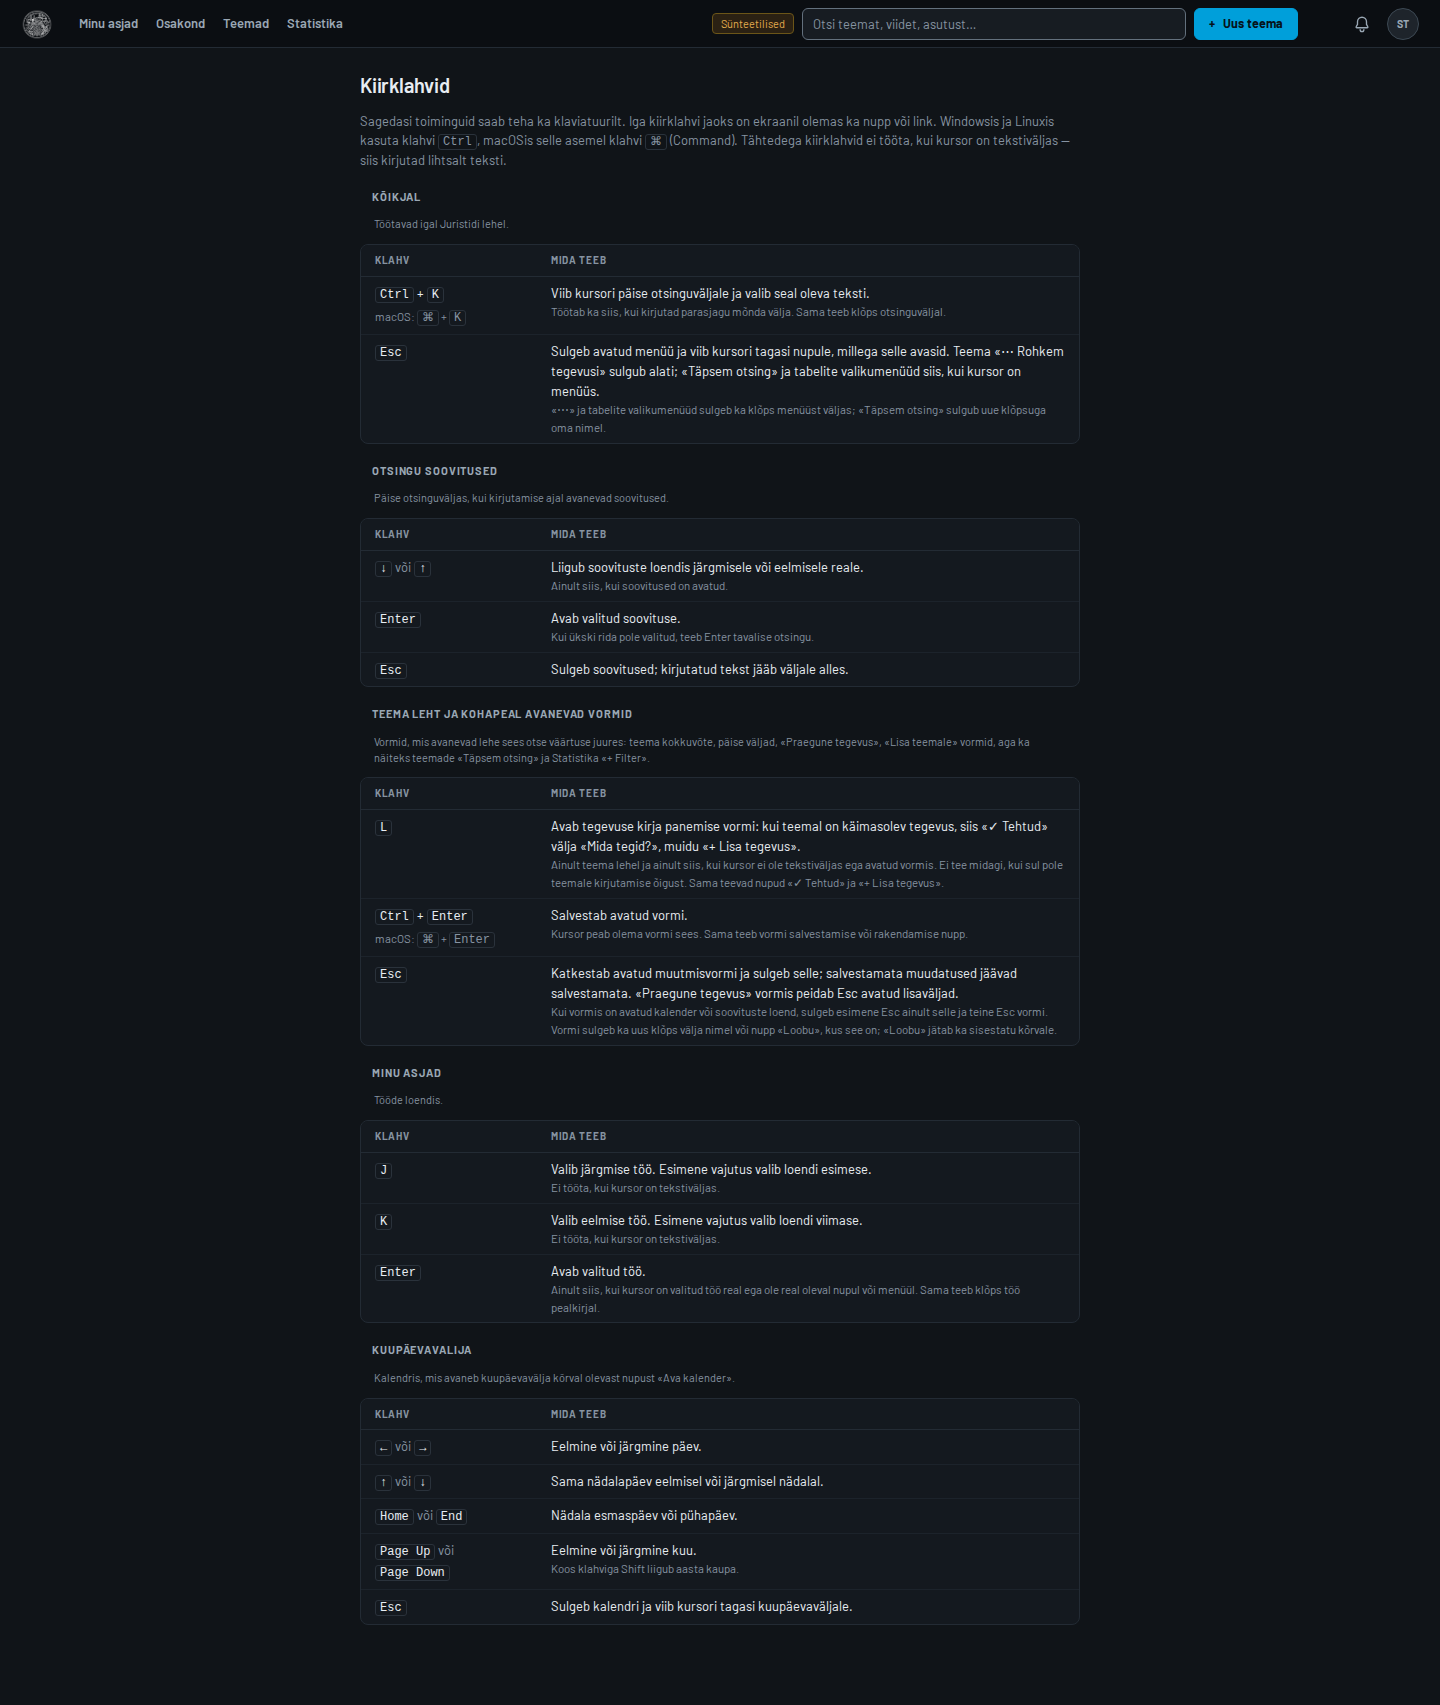 Minu asjad Osakond Teemad Statistika Sünteetilised Otsi teemat, viidet, asutust... + Uus teema ST
Kiirklahvid
Sagedasi toiminguid saab teha ka klaviatuurilt. Iga kiirklahvi jaoks on ekraanil olemas ka nupp või link. Windowsis ja Linuxis
kasuta klahvi Ctrl, macOSis selle asemel klahvi ⌘ (Command). Tähtedega kiirklahvid ei tööta, kui kursor on tekstiväljas —
siis kirjutad lihtsalt teksti.
KÕIKJAL
Töötavad igal Juristidi lehel.
KLAHV MIDA TEEB
Ctrl + K Viib kursori päise otsinguväljale ja valib seal oleva teksti.
macOS: ⌘ + K Töötab ka siis, kui kirjutad parasjagu mõnda välja. Sama teeb klõps otsinguväljal.
Esc Sulgeb avatud menüü ja viib kursori tagasi nupule, millega selle avasid. Teema «··· Rohkem
tegevusi» sulgub alati; «Täpsem otsing» ja tabelite valikumenüüd siis, kui kursor on
menüüs.
«···» ja tabelite valikumenüüd sulgeb ka klõps menüüst väljas; «Täpsem otsing» sulgub uue klõpsuga
oma nimel.
OTSINGU SOOVITUSED
Päise otsinguväljas, kui kirjutamise ajal avanevad soovitused.
KLAHV MIDA TEEB
↓ või ↑ Liigub soovituste loendis järgmisele või eelmisele reale.
Ainult siis, kui soovitused on avatud.
Enter Avab valitud soovituse.
Kui ükski rida pole valitud, teeb Enter tavalise otsingu.
Esc Sulgeb soovitused; kirjutatud tekst jääb väljale alles.
TEEMA LEHT JA KOHAPEAL AVANEVAD VORMID
Vormid, mis avanevad lehe sees otse väärtuse juures: teema kokkuvõte, päise väljad, «Praegune tegevus», «Lisa teemale» vormid, aga ka
näiteks teemade «Täpsem otsing» ja Statistika «+ Filter».
KLAHV MIDA TEEB
L Avab tegevuse kirja panemise vormi: kui teemal on käimasolev tegevus, siis «✓ Tehtud»
välja «Mida tegid?», muidu «+ Lisa tegevus».
Ainult teema lehel ja ainult siis, kui kursor ei ole tekstiväljas ega avatud vormis. Ei tee midagi, kui sul pole
teemale kirjutamise õigust. Sama teevad nupud «✓ Tehtud» ja «+ Lisa tegevus».
Ctrl + Enter Salvestab avatud vormi.
macOS: ⌘ + Enter Kursor peab olema vormi sees. Sama teeb vormi salvestamise või rakendamise nupp.
Esc Katkestab avatud muutmisvormi ja sulgeb selle; salvestamata muudatused jäävad
salvestamata. «Praegune tegevus» vormis peidab Esc avatud lisaväljad.
Kui vormis on avatud kalender või soovituste loend, sulgeb esimene Esc ainult selle ja teine Esc vormi.
Vormi sulgeb ka uus klõps välja nimel või nupp «Loobu», kus see on; «Loobu» jätab ka sisestatu kõrvale.
MINU ASJAD
Tööde loendis.
KLAHV MIDA TEEB
J Valib järgmise töö. Esimene vajutus valib loendi esimese.
Ei tööta, kui kursor on tekstiväljas.
K Valib eelmise töö. Esimene vajutus valib loendi viimase.
Ei tööta, kui kursor on tekstiväljas.
Enter Avab valitud töö.
Ainult siis, kui kursor on valitud töö real ega ole real oleval nupul või menüül. Sama teeb klõps töö
pealkirjal.
KUUPÄEVAVALIJA
Kalendris, mis avaneb kuupäevavälja kõrval olevast nupust «Ava kalender».
KLAHV MIDA TEEB
← või → Eelmine või järgmine päev.
↑ või ↓ Sama nädalapäev eelmisel või järgmisel nädalal.
Home või End Nädala esmaspäev või pühapäev.
Page Up või Eelmine või järgmine kuu.
Page Down Koos klahviga Shift liigub aasta kaupa.
Esc Sulgeb kalendri ja viib kursori tagasi kuupäevaväljale.